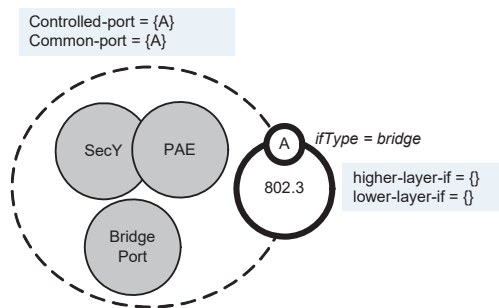 Controlled-port = {A}
Common-port = {A}
A
ifType = bridge
SecY
PAE
802.3
higher-layer-if = {}
lower-layer-if = {}
Bridge
Port